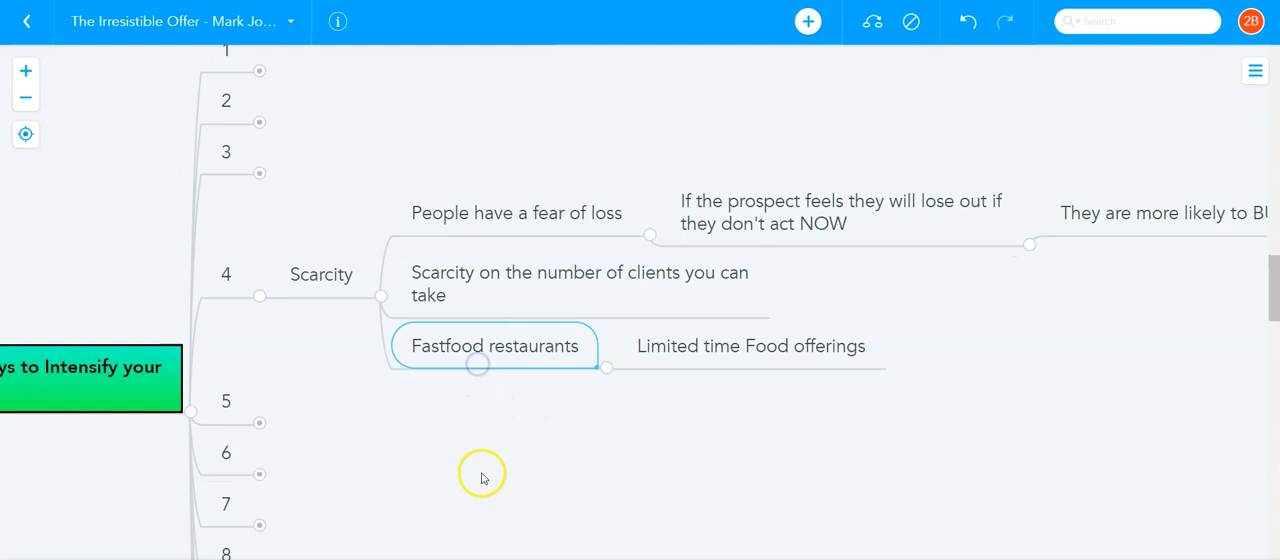 The Irresistible Offer - Mark Jo...
Search
2B
1
2
3
People have a fear of loss
If the prospect feels they will lose out if
they don't act NOW
They are more likely to BU
4
Scarcity
Scarcity on the number of clients you can
take
Fastfood restaurants
Limited time Food offerings
ys to Intensify your
5
6
7
8